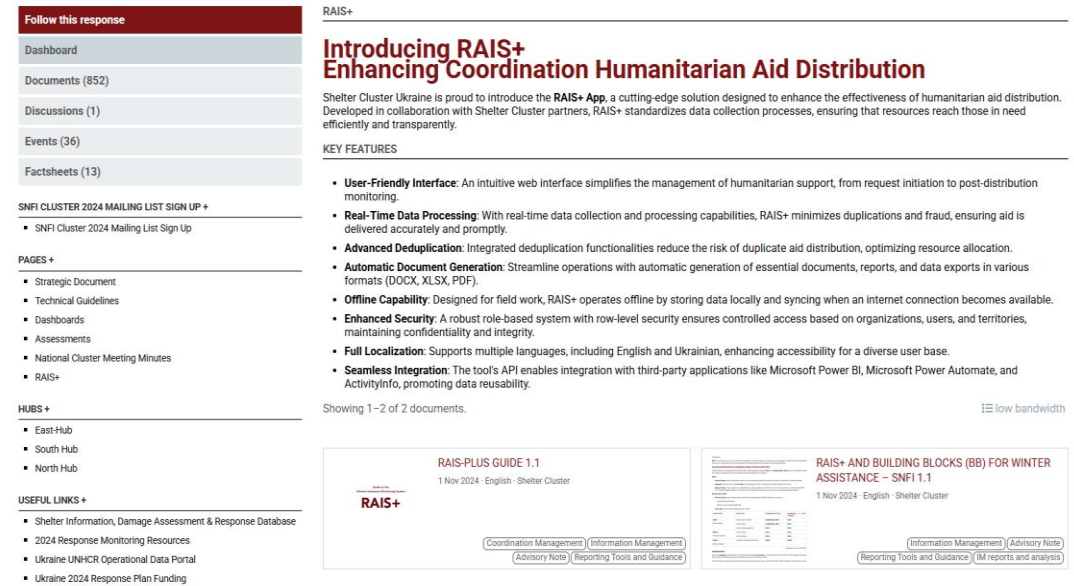 Follow this response
Dashboard
Documents (852)
Discussions (1)
Events (36)
Factsheets (13)
SNFI CLUSTER 2024 MAILING LIST SIGN UP +
SNFI Cluster 2024 Mailing List Sign Up
PAGES +
Strategic Document
Technical Guidelines
Dashboards
Assessments
National Cluster Meeting Minutes
RAIS+
HUBS +
East-Hub
South Hub
North Hub
USEFUL LINKS +
Shelter Information, Damage Assessment & Response Database
2024 Response Monitoring Resources
Ukraine UNHCR Operational Data Portal
Ukraine 2024 Response Plan Funding
RAIS+
Introducing RAIS+
Enhancing Coordination Humanitarian Aid Distribution
Shelter Cluster Ukraine is proud to introduce the RAIS+ App, a cutting-edge solution designed to enhance the effectiveness of humanitarian aid distribution.
Developed in collaboration with Shelter Cluster partners, RAIS+ standardizes data collection processes, ensuring that resources reach those in need
efficiently and transparently.
KEY FEATURES
User-Friendly Interface: An intuitive web interface simplifies the management of humanitarian support, from request initiation to post-distribution
monitoring.
Real-Time Data Processing: With real-time data collection and processing capabilities, RAIS+ minimizes duplications and fraud, ensuring aid is
delivered accurately and promptly.
Advanced Deduplication: Integrated deduplication functionalities reduce the risk of duplicate aid distribution, optimizing resource allocation.
Automatic Document Generation: Streamline operations with automatic generation of essential documents, reports, and data exports in various
formats (DOCX, XLSX, PDF).
Offline Capability: Designed for field work, RAIS+ operates offline by storing data locally and syncing when an internet connection becomes available.
Enhanced Security: A robust role-based system with row-level security ensures controlled access based on organizations, users, and territories,
maintaining confidentiality and integrity.
Full Localization: Supports multiple languages, including English and Ukrainian, enhancing accessibility for a diverse user base.
Seamless Integration: The tool's API enables integration with third-party applications like Microsoft Power BI, Microsoft Power Automate, and
ActivityInfo, promoting data reusability.
Showing 1–2 of 2 documents.
low bandwidth
RAIS+
RAIS-PLUS GUIDE 1.1
1 Nov 2024 · English · Shelter Cluster
Coordination Management Information Management
Advisory Note Reporting Tools and Guidance
RAIS+ AND BUILDING BLOCKS (BB) FOR WINTER
ASSISTANCE – SNFI 1.1
1 Nov 2024 · English · Shelter Cluster
Information Management Advisory Note
Reporting Tools and Guidance IM reports and analysis